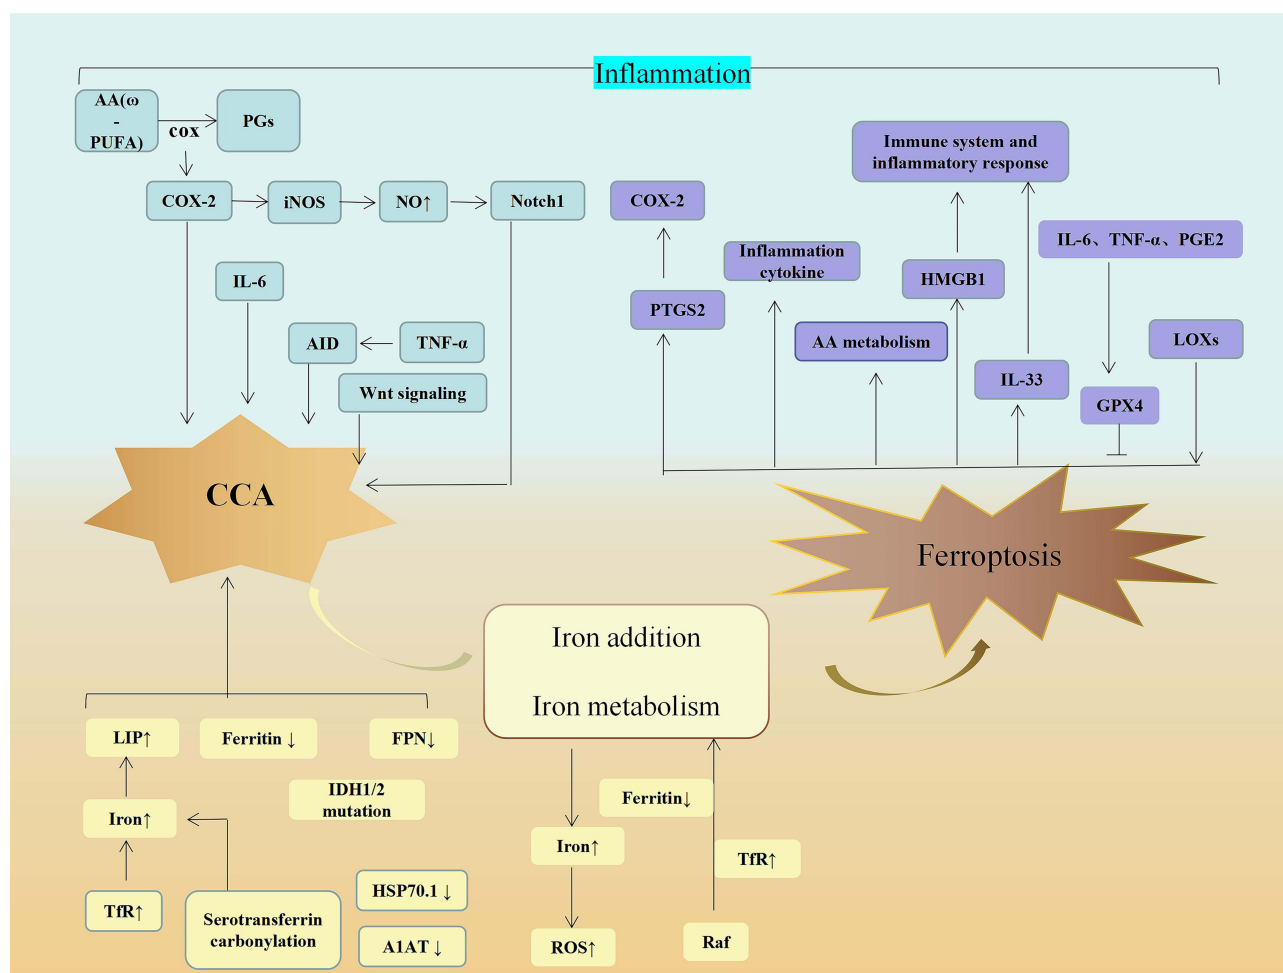 Inflammation
AA(ω
-
PUFA)
cox
PGs
COX-2
iNOS
NO↑
Notch1
IL-6
AID
TNF-α
Wnt signaling
CCA
Immune system and
inflammatory response
COX-2
Inflammation
cytokine
IL-6、TNF-α、PGE2
HMGB1
PTGS2
AA metabolism
LOXs
IL-33
GPX4
Ferroptosis
Iron addition
Iron metabolism
LIP↑
Ferritin ↓
FPN↓
IDH1/2
mutation
Iron↑
TfR↑
Serotransferrin
carbonylation
HSP70.1 ↓
A1AT ↓
Ferritin↓
Iron↑
TfR↑
ROS↑
Raf